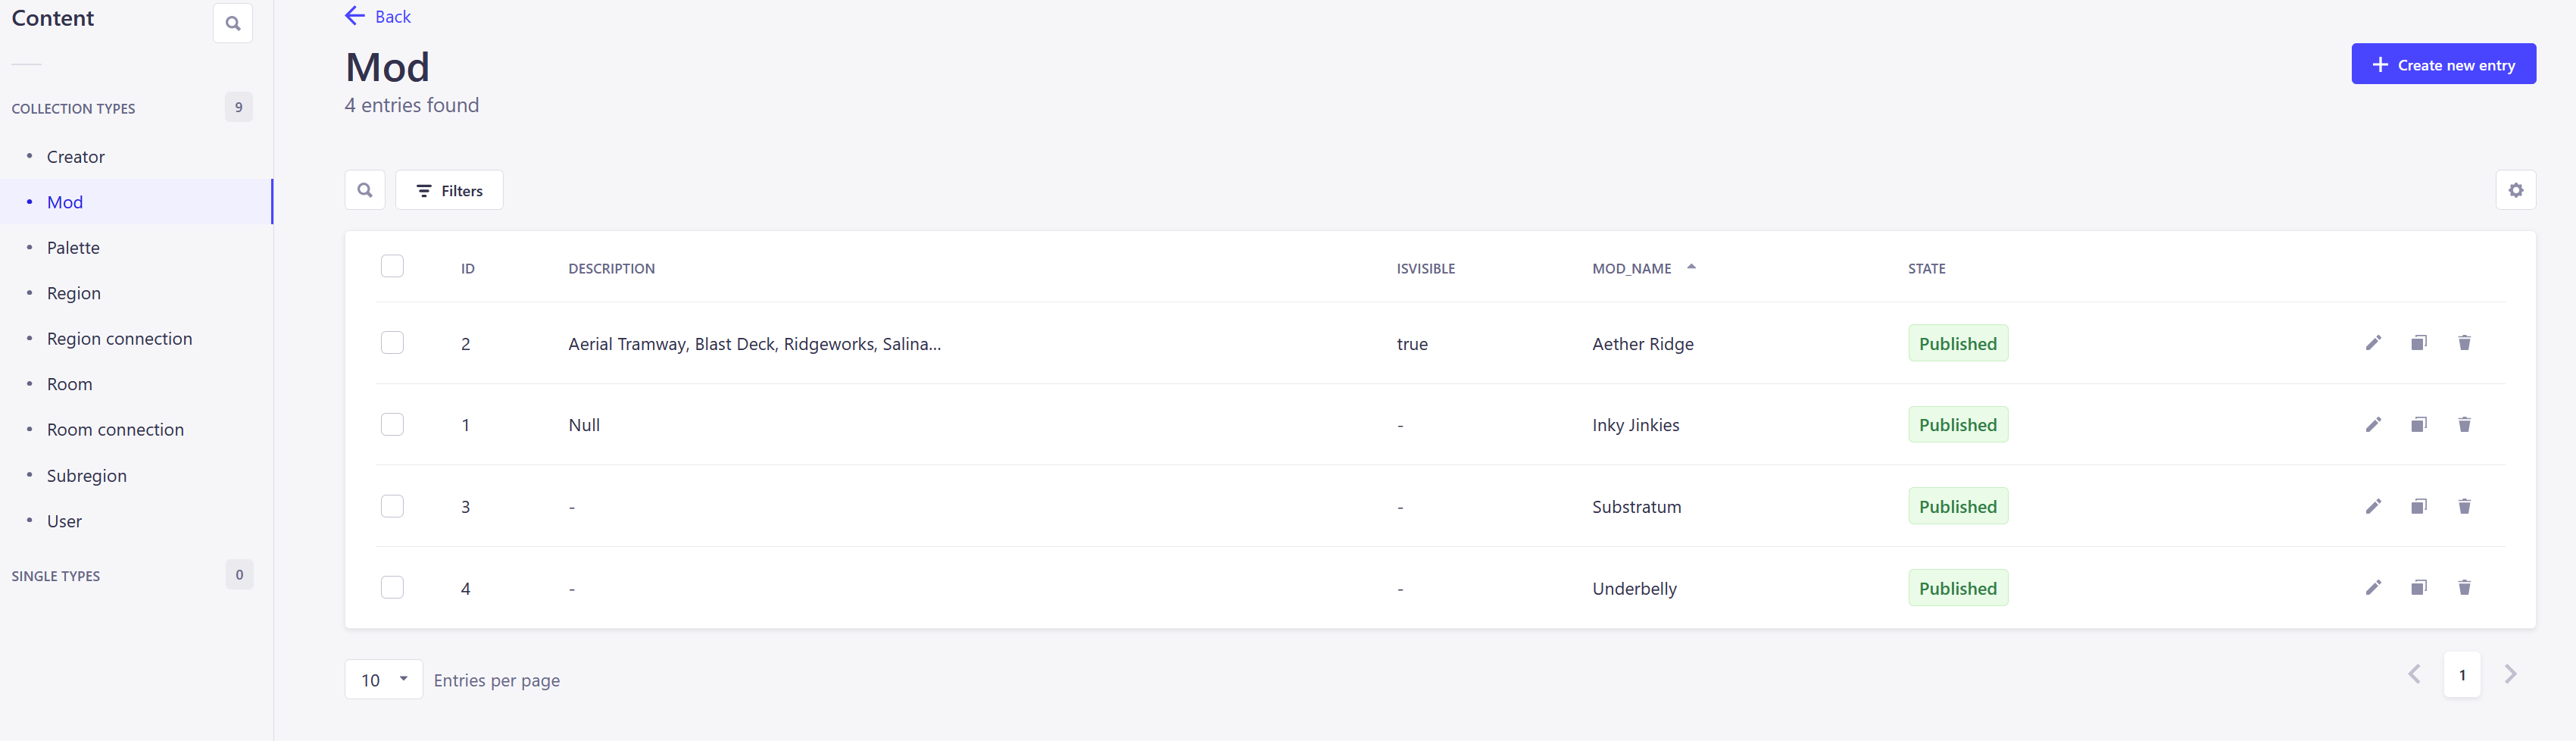 Content
COLLECTION TYPES 9
Creator
Mod
Palette
Region
Region connection
Room
Room connection
Subregion
User
SINGLE TYPES 0
Back
Mod
4 entries found
Create new entry
Filters
ID DESCRIPTION ISVISIBLE MOD_NAME STATE
2 Aerial Tramway, Blast Deck, Ridgeworks, Salina... true Aether Ridge Published
1 Null - Inky Jinkies Published
3 - - Substratum Published
4 - - Underbelly Published
10 Entries per page
1